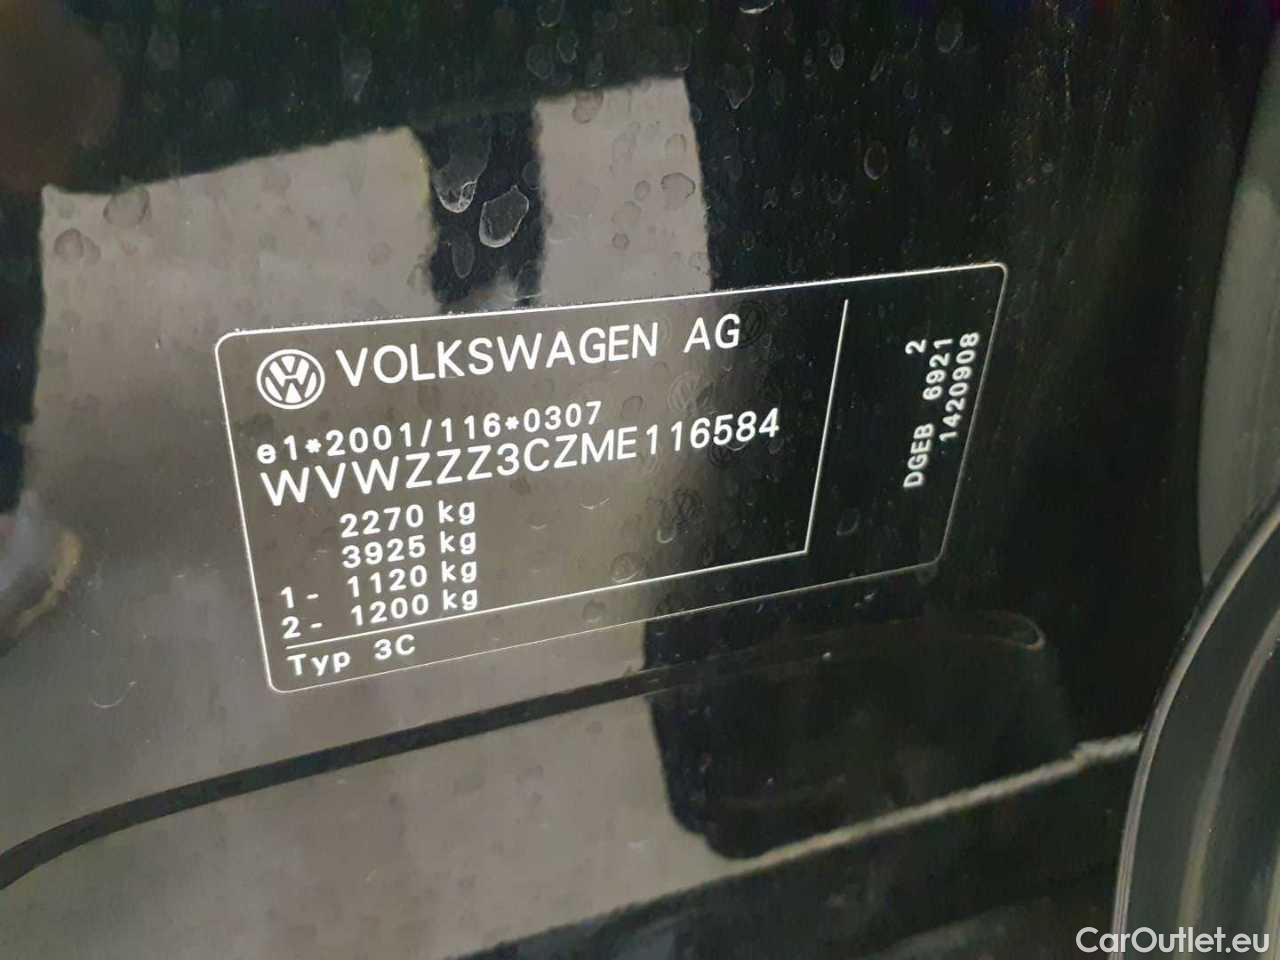 VOLKSWAGEN AG
e1*2001/116*0307
WVWZZZ3CZME116584
2270 kg
3925 kg
1- 1120 kg
2- 1200 kg
Typ 3C
2
DGEB 6921
1420908
CarOutlet.eu